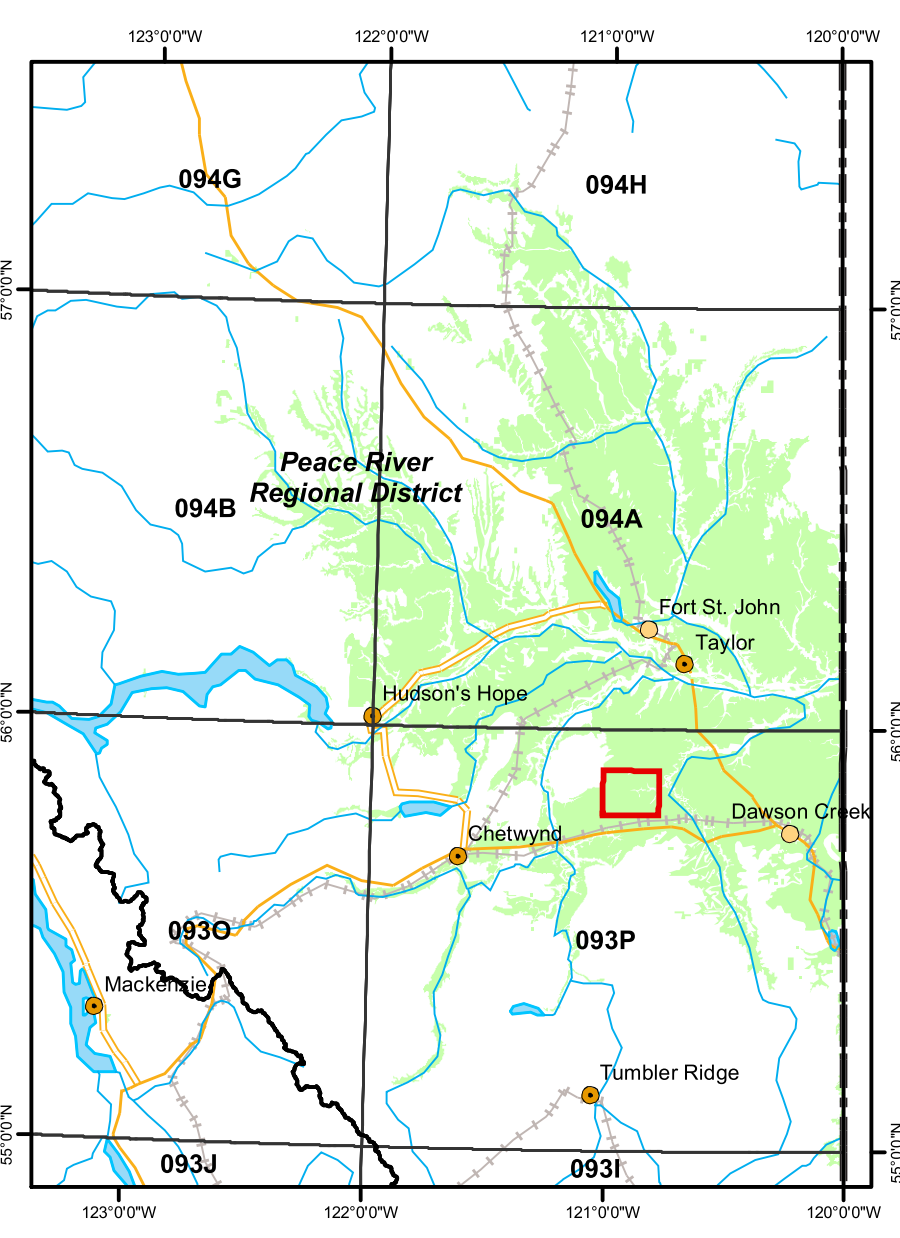 123°0'0"W
122°0'0"W
121°0'0"W
120°0'0"W
094G
094H
57°0'0"N
57°0'0"N
Peace River
Regional District
094B
094A
Fort St. John
Taylor
Hudson's Hope
56°0'0"N
56°0'0"N
Dawson Creek
Chetwynd
093O
093P
Mackenzie
Tumbler Ridge
55°0'0"N
55°0'0"N
093J
093I
123°0'0"W
122°0'0"W
121°0'0"W
120°0'0"W